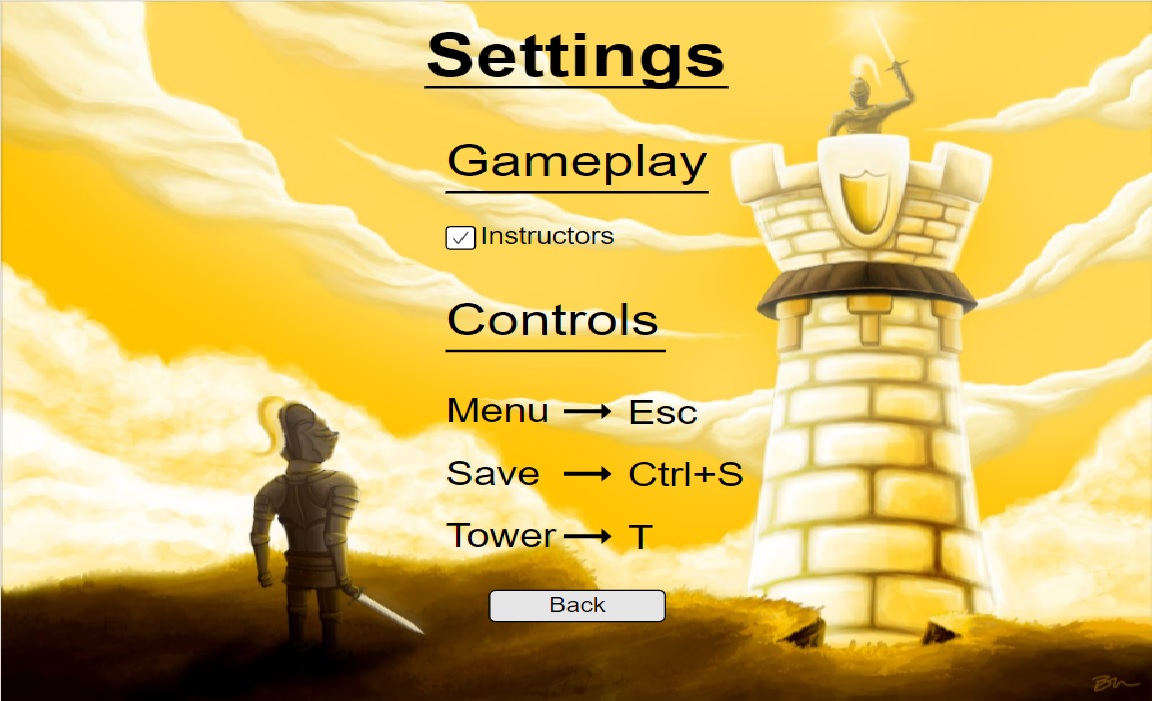 Settings
Gameplay
Instructors
Controls
Menu → Esc
Save → Ctrl+S
Tower → T
Back